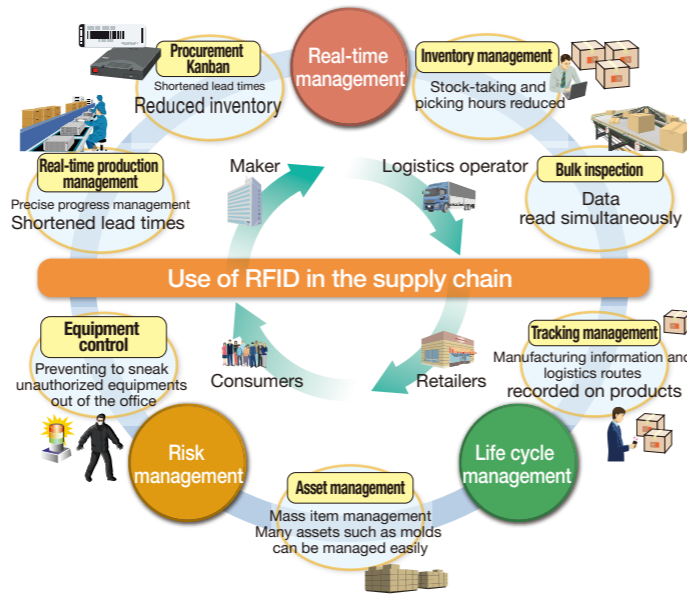 Procurement
Kanban
Shortened lead times
Reduced inventory
Real-time
management
Inventory management
Stock-taking and
picking hours reduced
Real-time production
management
Precise progress management
Shortened lead times
Maker
Logistics operator
Bulk inspection
Data
read simultaneously
Use of RFID in the supply chain
Equipment
control
Preventing to sneak
unauthorized equipments
out of the office
Consumers
Retailers
Tracking management
Manufacturing information and
logistics routes
recorded on products
Risk
management
Asset management
Mass item management
Many assets such as molds
can be managed easily
Life cycle
management